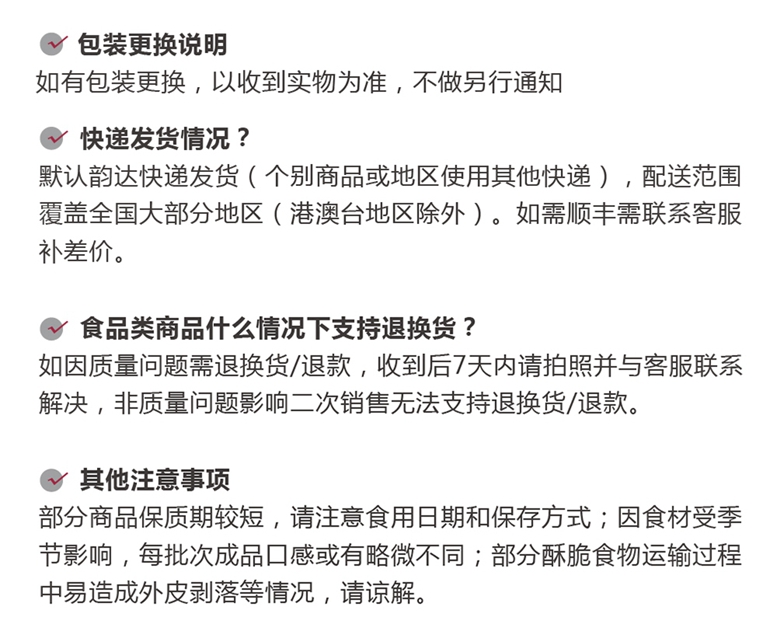 包装更换说明
如有包装更换，以收到实物为准，不做另行通知
快递发货情况？
默认韵达快递发货（个别商品或地区使用其他快递），配送范围
覆盖全国大部分地区（港澳台地区除外）。如需顺丰需联系客服
补差价。
食品类商品什么情况下支持退换货？
如因质量问题需退换货/退款，收到后7天内请拍照并与客服联系
解决，非质量问题影响二次销售无法支持退换货/退款。
其他注意事项
部分商品保质期较短，请注意食用日期和保存方式；因食材受季
节影响，每批次成品口感或有略微不同；部分酥脆食物运输过程
中易造成外皮剥落等情况，请谅解。